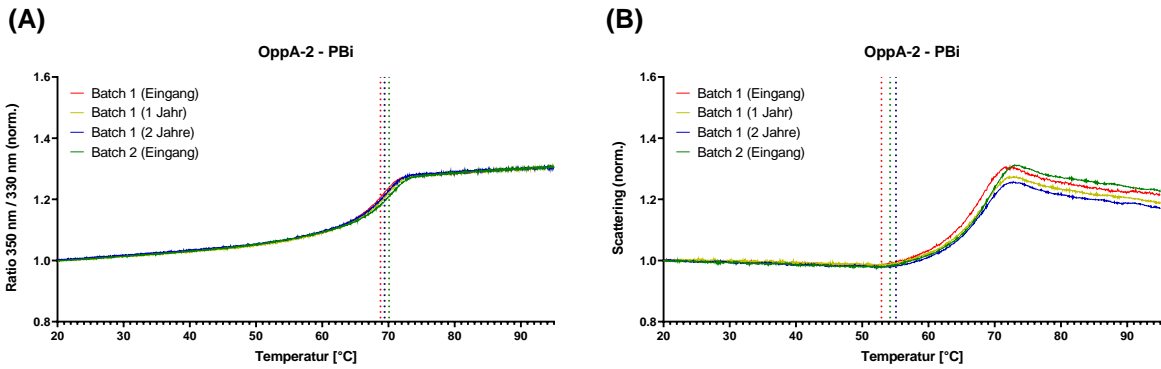 (A)
OppA-2 - PBi
Ratio 350 nm / 330 nm (norm.)
1.6
1.4
1.2
1.0
0.8
Batch 1 (Eingang)
Batch 1 (1 Jahr)
Batch 1 (2 Jahre)
Batch 2 (Eingang)
20 30 40 50 60 70 80 90
Temperatur [°C]
(B)
OppA-2 - PBi
Scattering (norm.)
1.6
1.4
1.2
1.0
0.8
Batch 1 (Eingang)
Batch 1 (1 Jahr)
Batch 1 (2 Jahre)
Batch 2 (Eingang)
20 30 40 50 60 70 80 90
Temperatur [°C]